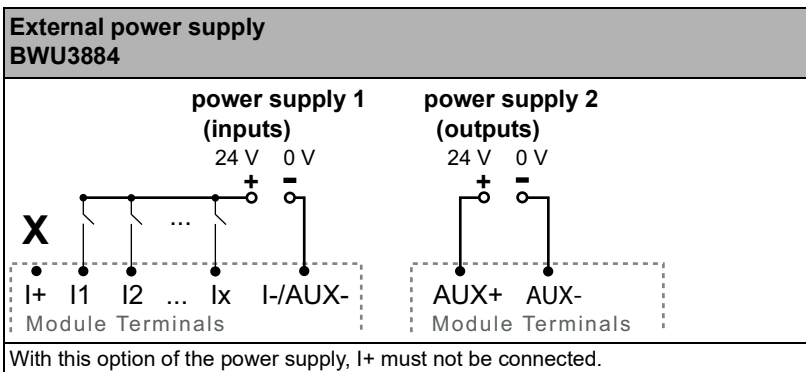 External power supply
BWU3884
power supply 1 power supply 2
(inputs) (outputs)
24 V 0 V 24 V 0 V
+ - + -
X ...
I+ I1 I2 ... Ix I-/AUX- AUX+ AUX-
Module Terminals Module Terminals
With this option of the power supply, I+ must not be connected.